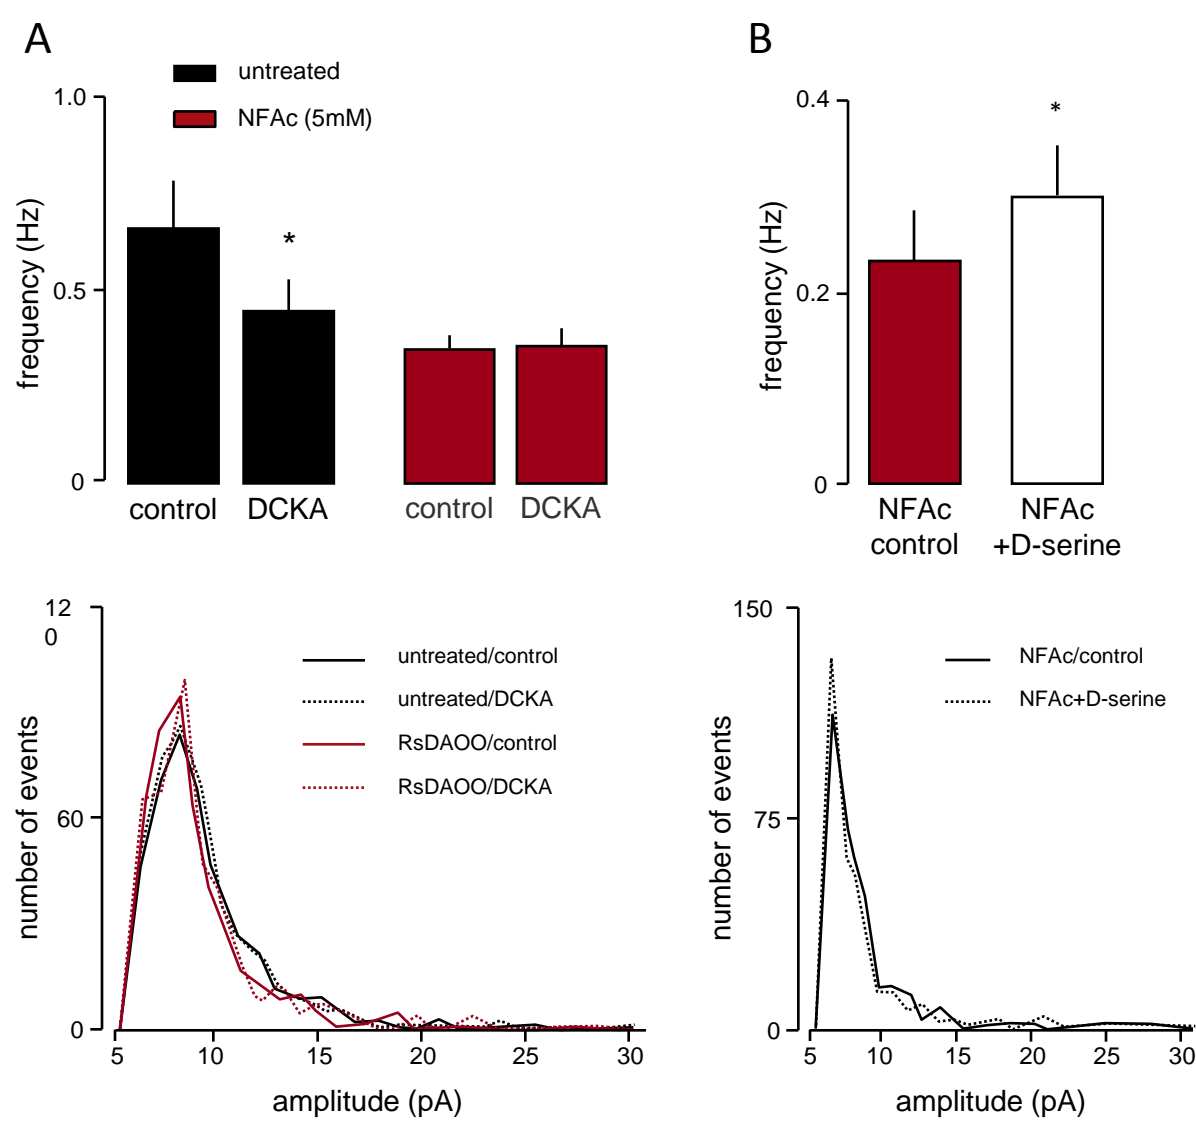 A
untreated
NFAc (5mM)
1.0
0.5
0
frequency (Hz)
*
control
DCKA
control
DCKA
B
0.4
0.2
0
frequency (Hz)
*
NFAc
control
NFAc
+D-serine
12
0
60
0
number of events
untreated/control
untreated/DCKA
RsDAOO/control
RsDAOO/DCKA
5 10 15 20 25 30
amplitude (pA)
150
75
0
number of events
NFAc/control
NFAc+D-serine
5 10 15 20 25 30
amplitude (pA)